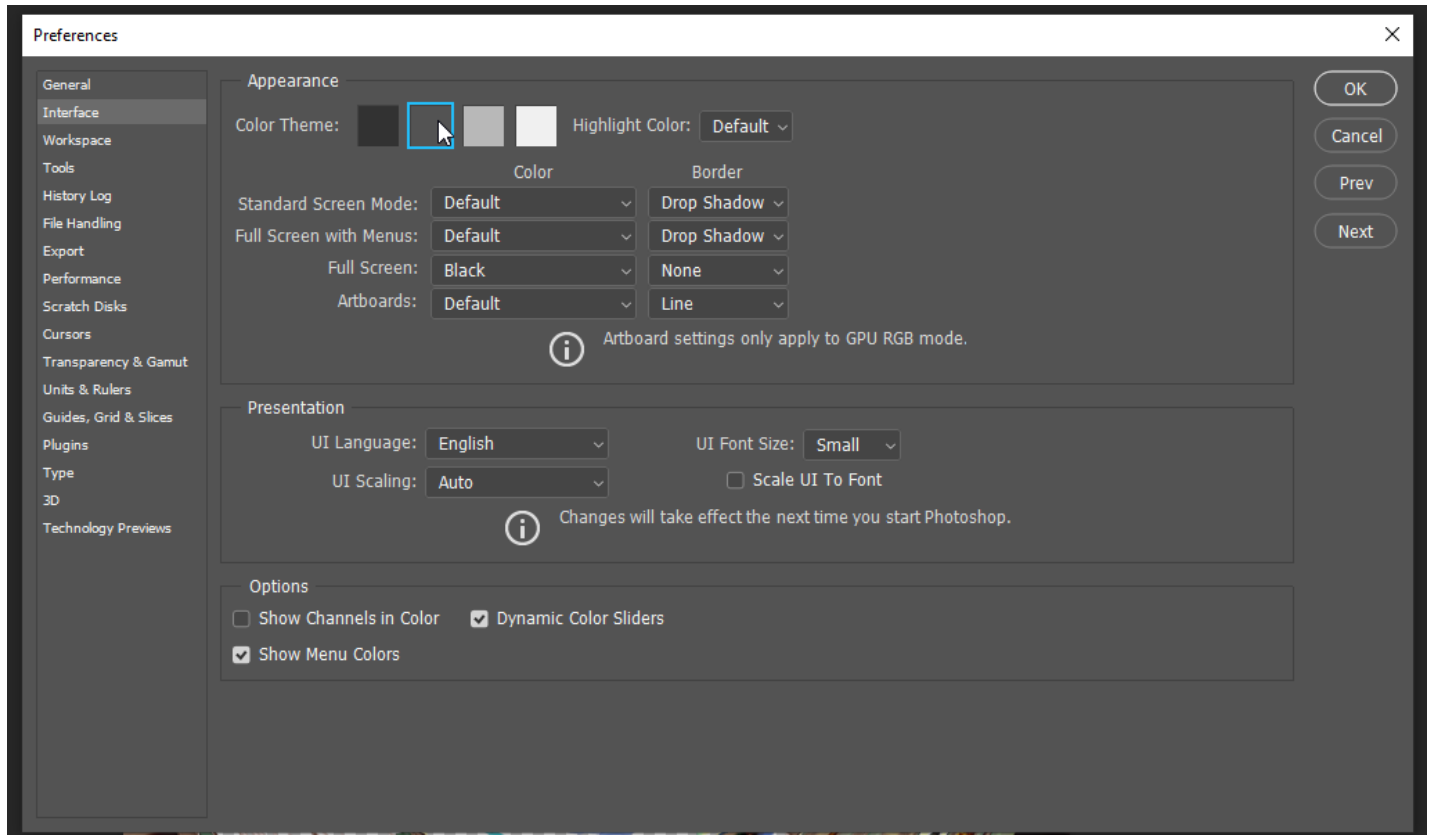 Preferences
General
Interface
Workspace
Tools
History Log
File Handling
Export
Performance
Scratch Disks
Cursors
Transparency & Gamut
Units & Rulers
Guides, Grid & Slices
Plugins
Type
3D
Technology Previews
Appearance
Color Theme: Highlight Color: Default
Color Border
Standard Screen Mode: Default Drop Shadow
Full Screen with Menus: Default Drop Shadow
Full Screen: Black None
Artboards: Default Line
Artboard settings only apply to GPU RGB mode.
Presentation
UI Language: English UI Font Size: Small
UI Scaling: Auto Scale UI To Font
Changes will take effect the next time you start Photoshop.
Options
Show Channels in Color Dynamic Color Sliders
Show Menu Colors
OK
Cancel
Prev
Next